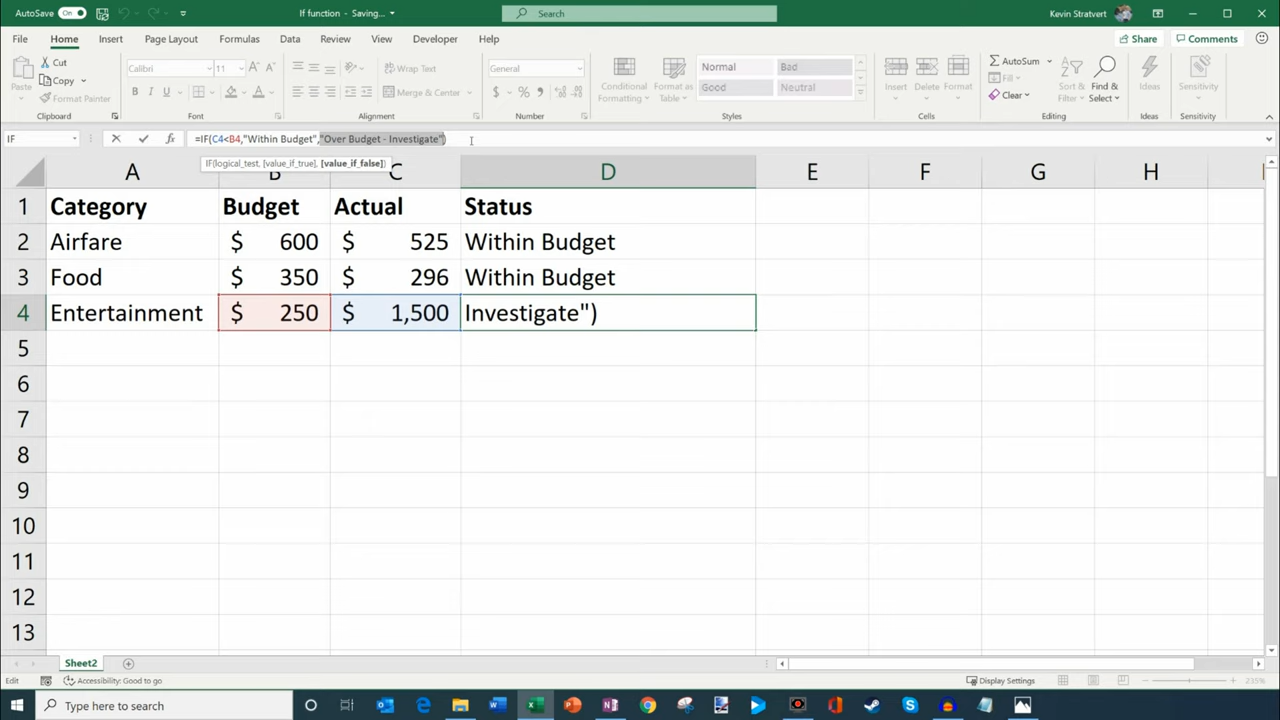 AutoSave On If function - Saving... Search Kevin Stratvert
File Home Insert Page Layout Formulas Data Review View Developer Help Share Comments
Paste Cut Copy Format Painter Clipboard
Calibri 11 A A B I U A Font
Wrap Text Merge & Center Alignment
General $ % , Number
Conditional Formatting Format as Table Normal Bad Good Neutral Styles
Insert Delete Format Cells
AutoSum Fill Clear Sort & Filter Find & Select Editing
Ideas Ideas
Sensitivity Sensitivity
IF fx =IF(C4<B4,"Within Budget","Over Budget - Investigate")
IF(logical_test, [value_if_true], [value_if_false])
A B C D E F G H
1 Category Budget Actual Status
2 Airfare $ 600 $ 525 Within Budget
3 Food $ 350 $ 296 Within Budget
4 Entertainment $ 250 $ 1,500 Investigate")
5
6
7
8
9
10
11
12
13
Sheet2
Edit Accessibility: Good to go Display Settings 235%
Type here to search